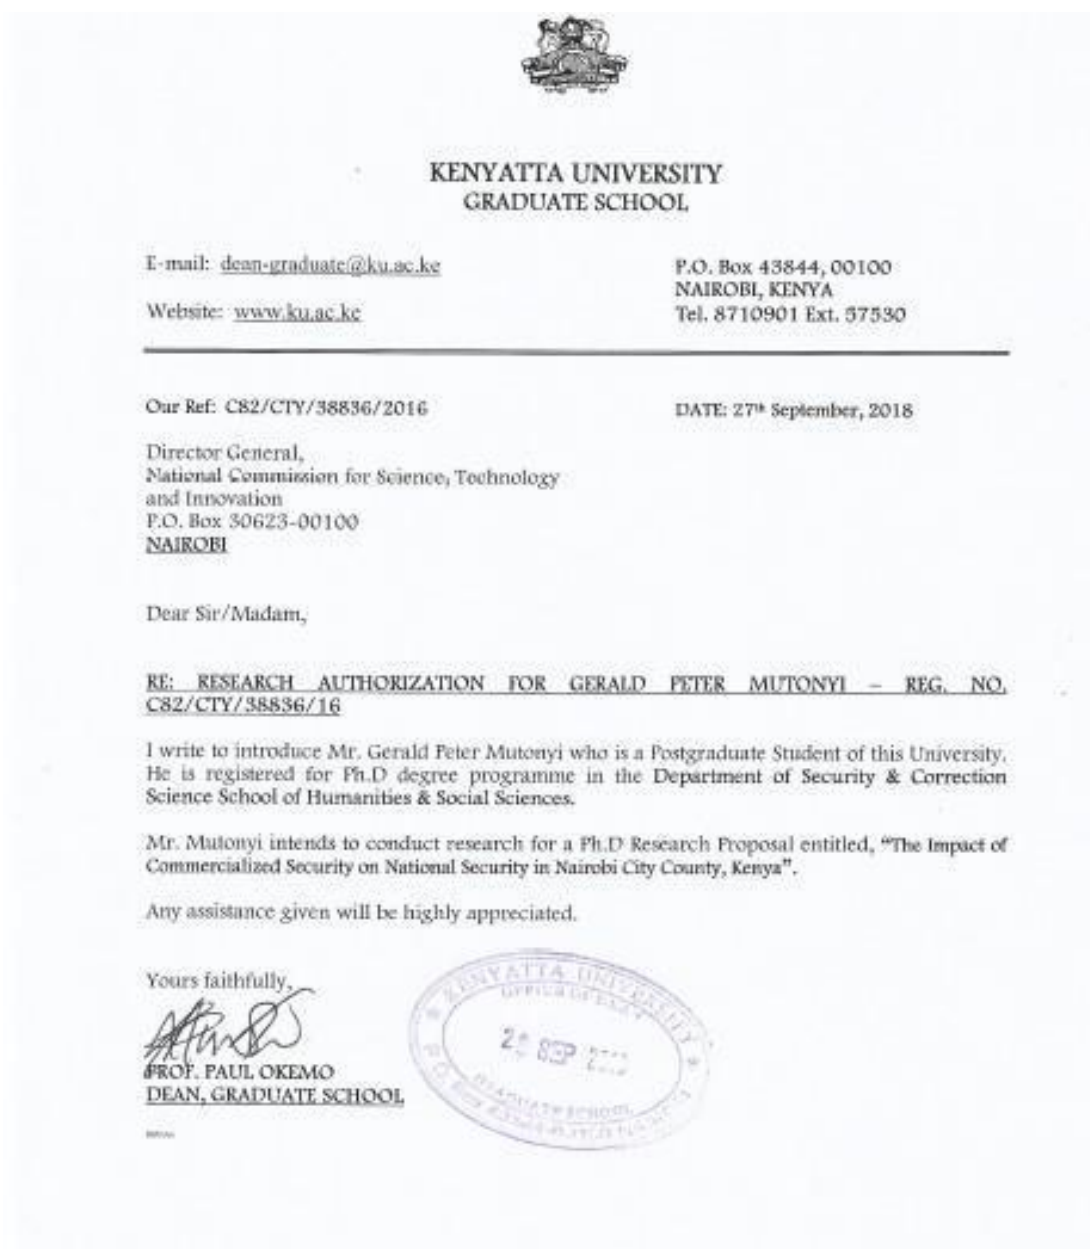 KENYATTA UNIVERSITY
GRADUATE SCHOOL
E-mail: dean-graduate@ku.ac.ke
Website: www.ku.ac.ke
P.O. Box 43844, 00100
NAIROBI, KENYA
Tel. 8710901 Ext. 57530
Our Ref: C82/CTY/38836/2016
DATE: 27th September, 2018
Director General,
National Commission for Science, Technology
and Innovation
P.O. Box 30623-00100
NAIROBI
Dear Sir/Madam,
RE: RESEARCH AUTHORIZATION FOR GERALD PETER MUTONYI – REG. NO.
C82/CTY/38836/16
I write to introduce Mr. Gerald Peter Mutonyi who is a Postgraduate Student of this University.
He is registered for Ph.D degree programme in the Department of Security & Correction
Science School of Humanities & Social Sciences.
Mr. Mutonyi intends to conduct research for a Ph.D Research Proposal entitled, “The Impact of
Commercialized Security on National Security in Nairobi City County, Kenya”.
Any assistance given will be highly appreciated.
Yours faithfully,
PROF. PAUL OKEMO
DEAN, GRADUATE SCHOOL
KENYATTA UNIVERSITY
SEP
GRADUATE SCHOOL